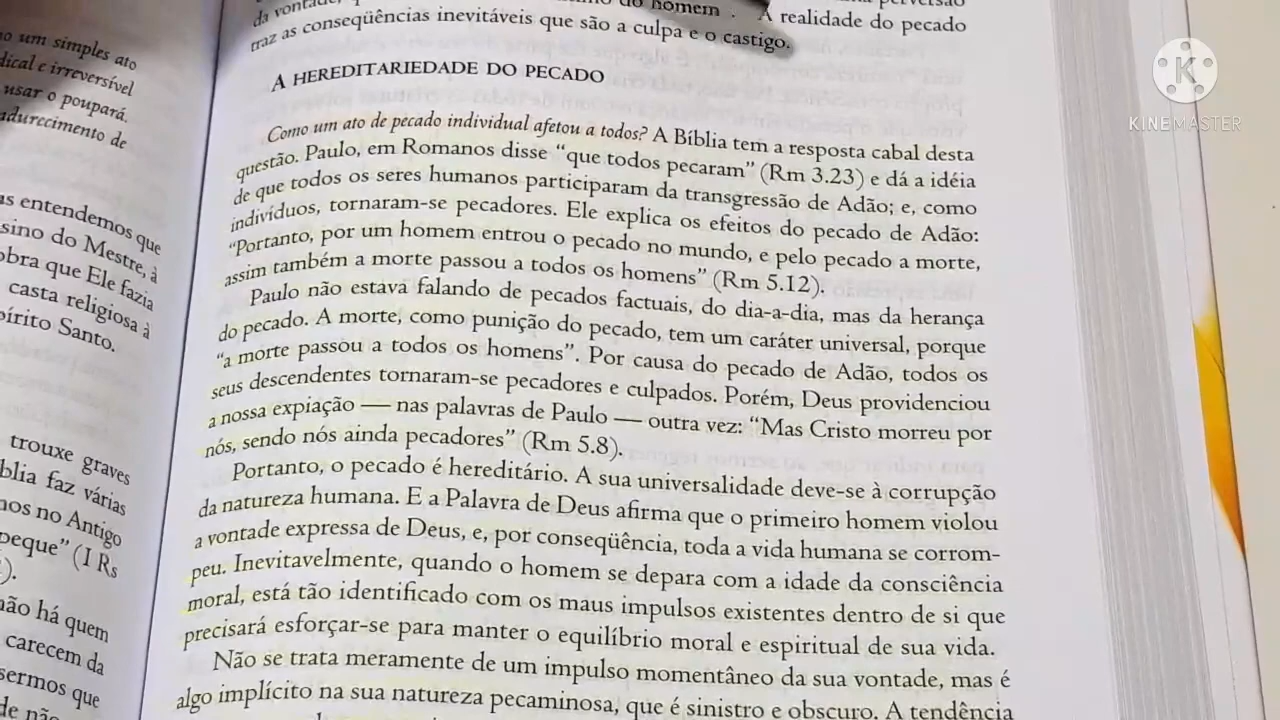 o um simples ato
dical e irreversível
usar o poupará.
adurecimento de
as entendemos que
sino do Mestre, à
obra que Ele fazia
casta religiosa à
pírito Santo.
trouxe graves
blia faz várias
nos no Antigo
peque” (I Rs
).
não há quem
carecem da
sermos que
de não
da vontade, do homem”. A realidade do pecado
traz as conseqüências inevitáveis que são a culpa e o castigo.
A HEREDITARIEDADE DO PECADO
Como um ato de pecado individual afetou a todos? A Bíblia tem a resposta cabal desta
questão. Paulo, em Romanos disse “que todos pecaram” (Rm 3.23) e dá a idéia
de que todos os seres humanos participaram da transgressão de Adão; e, como
indivíduos, tornaram-se pecadores. Ele explica os efeitos do pecado de Adão:
“Portanto, por um homem entrou o pecado no mundo, e pelo pecado a morte,
assim também a morte passou a todos os homens” (Rm 5.12).
Paulo não estava falando de pecados factuais, do dia-a-dia, mas da herança
do pecado. A morte, como punição do pecado, tem um caráter universal, porque
“a morte passou a todos os homens”. Por causa do pecado de Adão, todos os
seus descendentes tornaram-se pecadores e culpados. Porém, Deus providenciou
a nossa expiação — nas palavras de Paulo — outra vez: “Mas Cristo morreu por
nós, sendo nós ainda pecadores” (Rm 5.8).
Portanto, o pecado é hereditário. A sua universalidade deve-se à corrupção
da natureza humana. E a Palavra de Deus afirma que o primeiro homem violou
a vontade expressa de Deus, e, por conseqüência, toda a vida humana se corrom-
peu. Inevitavelmente, quando o homem se depara com a idade da consciência
moral, está tão identificado com os maus impulsos existentes dentro de si que
precisará esforçar-se para manter o equilíbrio moral e espiritual de sua vida.
Não se trata meramente de um impulso momentâneo da sua vontade, mas é
algo implícito na sua natureza pecaminosa, que é sinistro e obscuro. A tendência
K
KINEMASTER